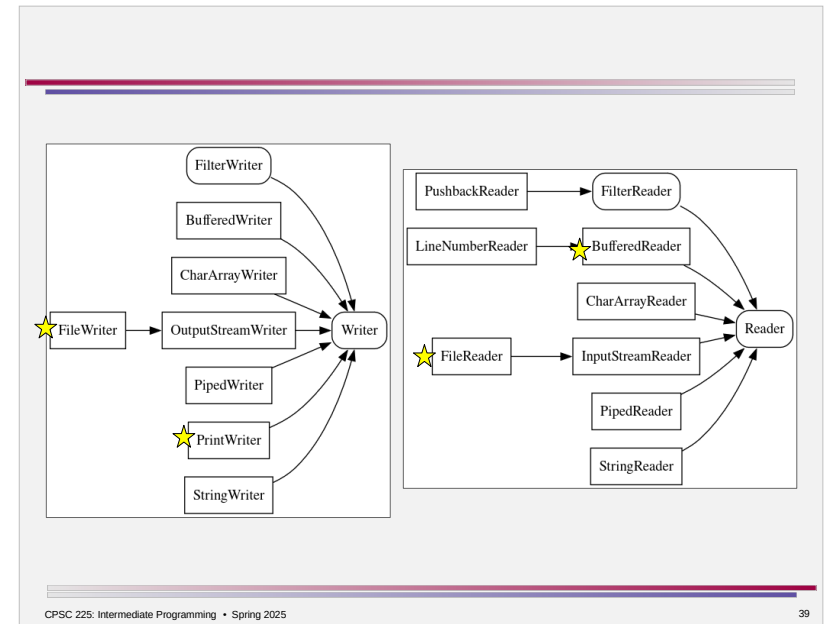 FilterWriter
BufferedWriter
CharArrayWriter
FileWriter
OutputStreamWriter
Writer
PipedWriter
PrintWriter
StringWriter
PushbackReader
FilterReader
LineNumberReader
BufferedReader
CharArrayReader
Reader
FileReader
InputStreamReader
PipedReader
StringReader
CPSC 225: Intermediate Programming • Spring 2025
39